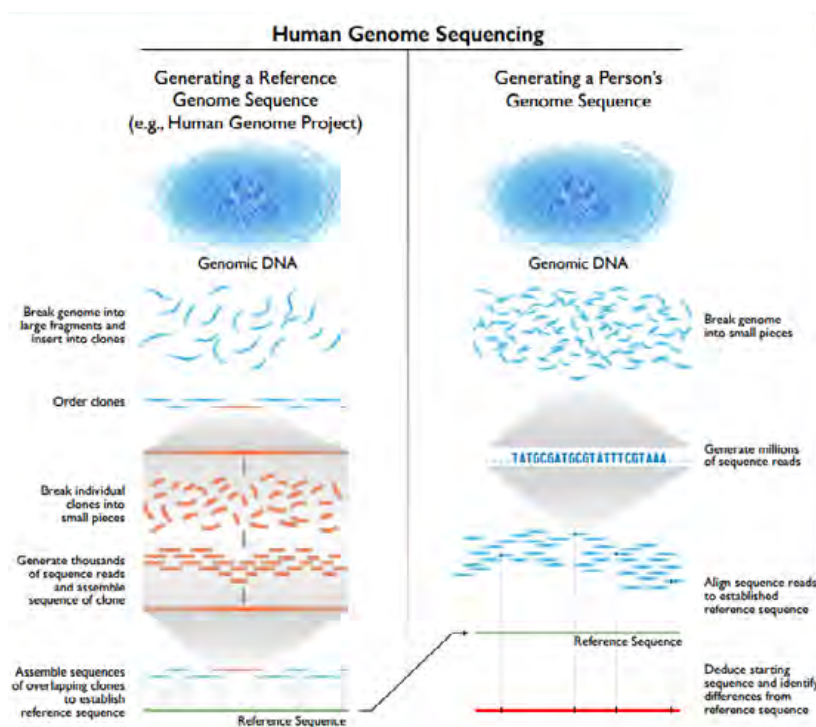 Human Genome Sequencing
Generating a Reference
Genome Sequence
(e.g., Human Genome Project)
Genomic DNA
Break genome into
large fragments and
insert into clones
Order clones
Break individual
clones into
small pieces
Generate thousands
of sequence reads
and assemble
sequence of clone
Assemble sequences
of overlapping clones
to establish
reference sequence
Reference Sequence
Generating a Person's
Genome Sequence
Genomic DNA
Break genome
into small pieces
...TATGCGATGCGTATTTCGTAAA...
Generate millions
of sequence reads
Align sequence reads
to established
reference sequence
Reference Sequence
Deduce starting
sequence and identify
differences from
reference sequence